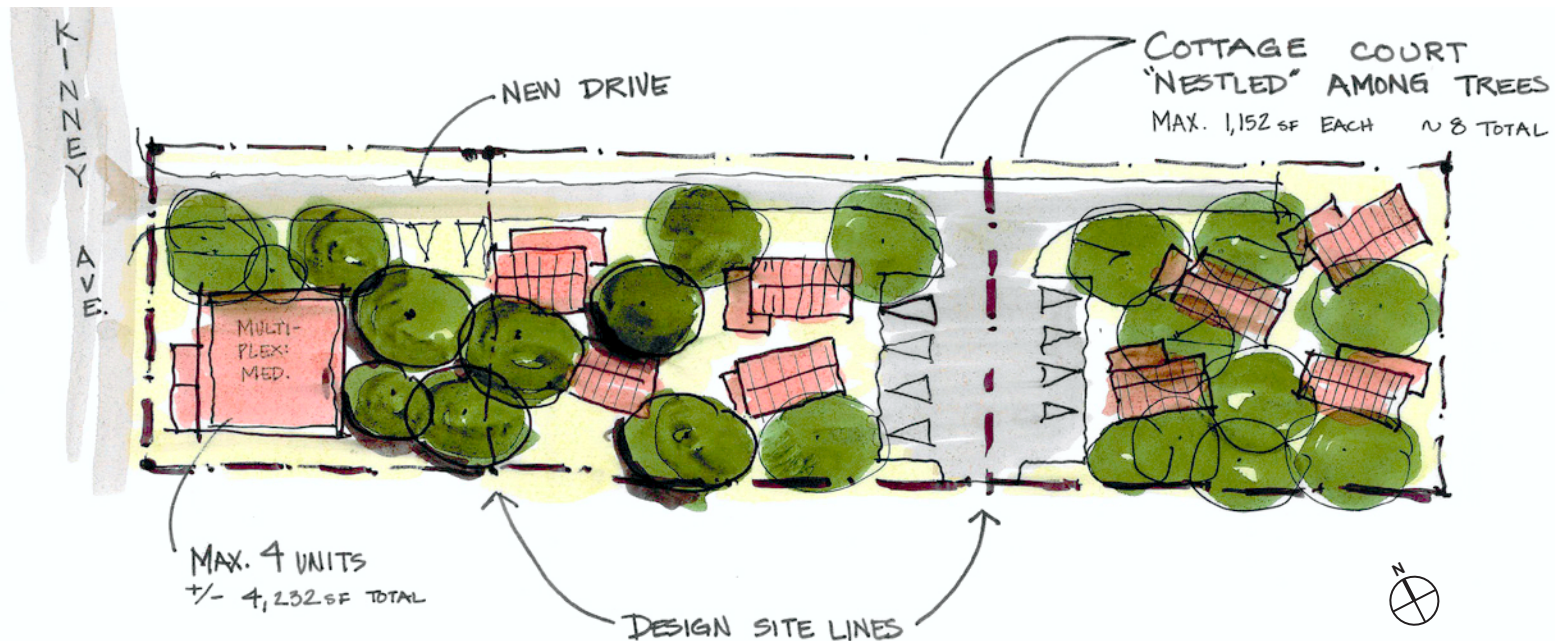 KINNEY AVE.
NEW DRIVE
COTTAGE COURT
"NESTLED" AMONG TREES
MAX. 1,152 SF EACH ~ 8 TOTAL
MULTI-
PLEX:
MED.
MAX. 4 UNITS
+/- 4,232 SF TOTAL
DESIGN SITE LINES
N